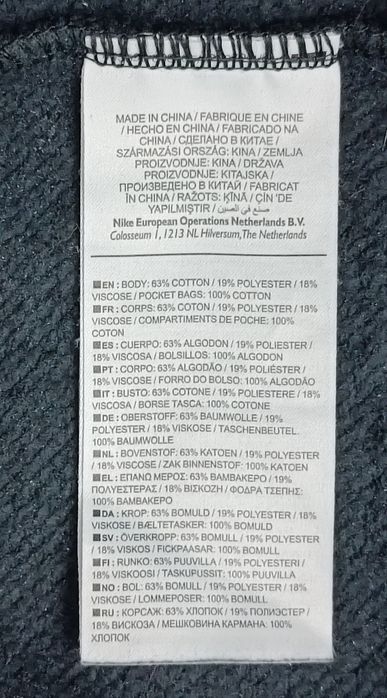 MADE IN CHINA / FABRIQUE EN CHINE
/ HECHO EN CHINA / FABRICADO NA
CHINA / СДЕЛАНО В КИТАЕ /
SZÁRMAZÁSI ORSZÁG: KINA / ZEMLJA
PROIZVODNJE: KINA / DRŽAVA
PROIZVODNJE: KITAJSKA /
ПРОИЗВЕДЕНО В КИТАЙ / FABRICAT
ÎN CHINA / RAŽOTS: ĶĪNĀ / ÇİN 'DE
YAPILMIŞTIR / صنع في الصين
Nike European Operations Netherlands B.V.
Colosseum 1, 1213 NL Hilversum, The Netherlands
EN : BODY: 63% COTTON / 19% POLYESTER / 18%
VISCOSE / POCKET BAGS: 100% COTTON
FR : CORPS: 63% COTON / 19% POLYESTER / 18%
VISCOSE / COMPARTIMENTS DE POCHE: 100%
COTON
ES : CUERPO: 63% ALGODON / 19% POLIESTER /
18% VISCOSA / BOLSILLOS: 100% ALGODON
PT : CORPO: 63% ALGODÃO / 19% POLIÉSTER /
18% VISCOSE / FORRO DO BOLSO: 100% ALGODÃO
IT : BUSTO: 63% COTONE / 19% POLIESTERE / 18%
VISCOSA / BORSE TASCA: 100% COTONE
DE : OBERSTOFF: 63% BAUMWOLLE / 19%
POLYESTER / 18% VISKOSE / TASCHENBEUTEL:
100% BAUMWOLLE
NL : BOVENSTOF: 63% KATOEN / 19% POLYESTER
/ 18% VISCOSE / ZAK BINNENSTOF: 100% KATOEN
EL : ΕΠΑΝΩ ΜΕΡΟΣ: 63% ΒΑΜΒΑΚΕΡΟ / 19%
ΠΟΛΥΕΣΤΕΡΑΣ / 18% ΒΙΣΚΟΖΗ / ΦΟΔΡΑ ΤΣΕΠΗΣ:
100% ΒΑΜΒΑΚΕΡΟ
DA : KROP: 63% BOMULD / 19% POLYESTER / 18%
VISKOSE / BÆLTETASKER: 100% BOMULD
SV : ÖVERKROPP: 63% BOMULL / 19% POLYESTER
/ 18% VISKOS / FICKPAASAR: 100% BOMULL
FI : RUNKO: 63% PUUVILLA / 19% POLYESTERI /
18% VISKOOSI / TASKUPUSSIT: 100% PUUVILLA
NO : BOL: 63% BOMULL / 19% POLYESTER / 18%
VISKOSE / LOMMEPOSER: 100% BOMULL
RU : КОРСАЖ: 63% ХЛОПОК / 19% ПОЛИЭСТЕР /
18% ВИСКОЗА / МЕШКОВИНА КАРМАНА: 100%
ХЛОПОК